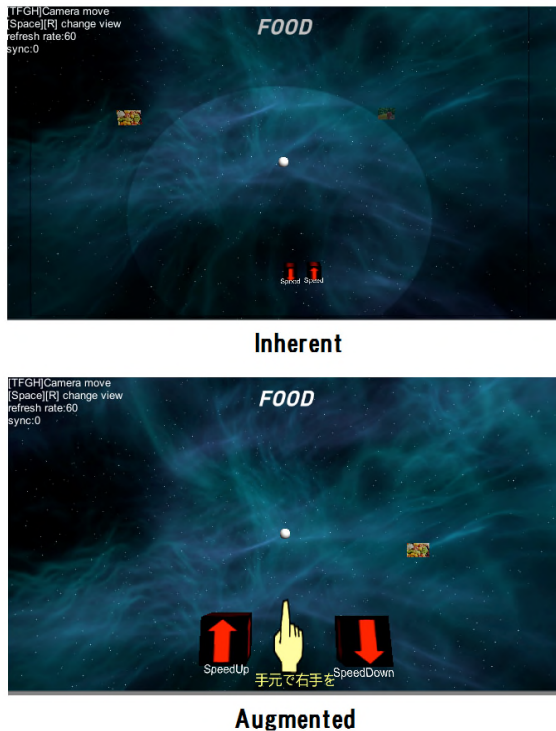 [TFGH]Camera move
[Space][R] change view
refresh rate:60
sync:0
FOOD
Speed Speed
Inherent
[TFGH]Camera move
[Space][R] change view
refresh rate:60
sync:0
FOOD
SpeedUp
手元で右手を
SpeedDown
Augmented